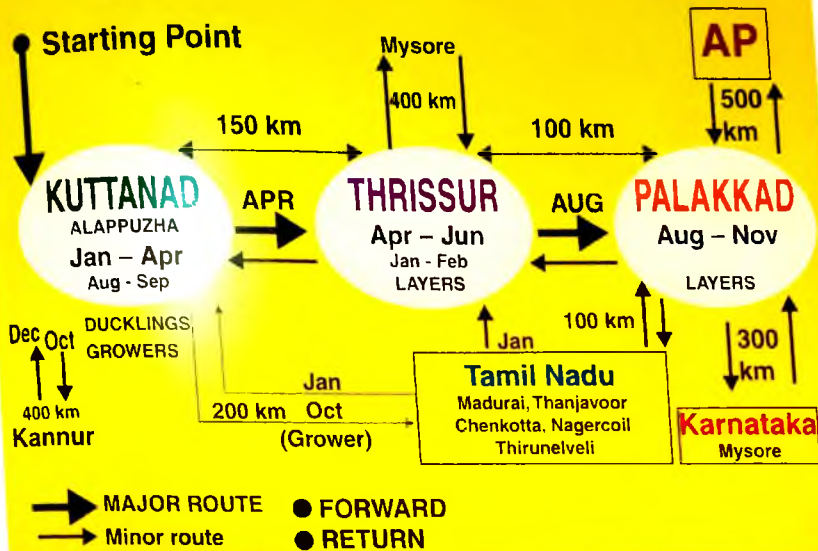 Starting Point
Mysore
AP
400 km
500
km
150 km
100 km
KUTTANAD
ALAPPUZHA
Jan – Apr
Aug - Sep
APR
THRISSUR
Apr – Jun
Jan - Feb
LAYERS
AUG
PALAKKAD
Aug – Nov
LAYERS
Dec Oct
400 km
Kannur
DUCKLINGS
GROWERS
Jan
200 km Oct
(Grower)
Jan
100 km
Tamil Nadu
Madurai, Thanjavoor
Chenkotta, Nagercoil
Thirunelveli
300
km
Karnataka
Mysore
MAJOR ROUTE
Minor route
FORWARD
RETURN